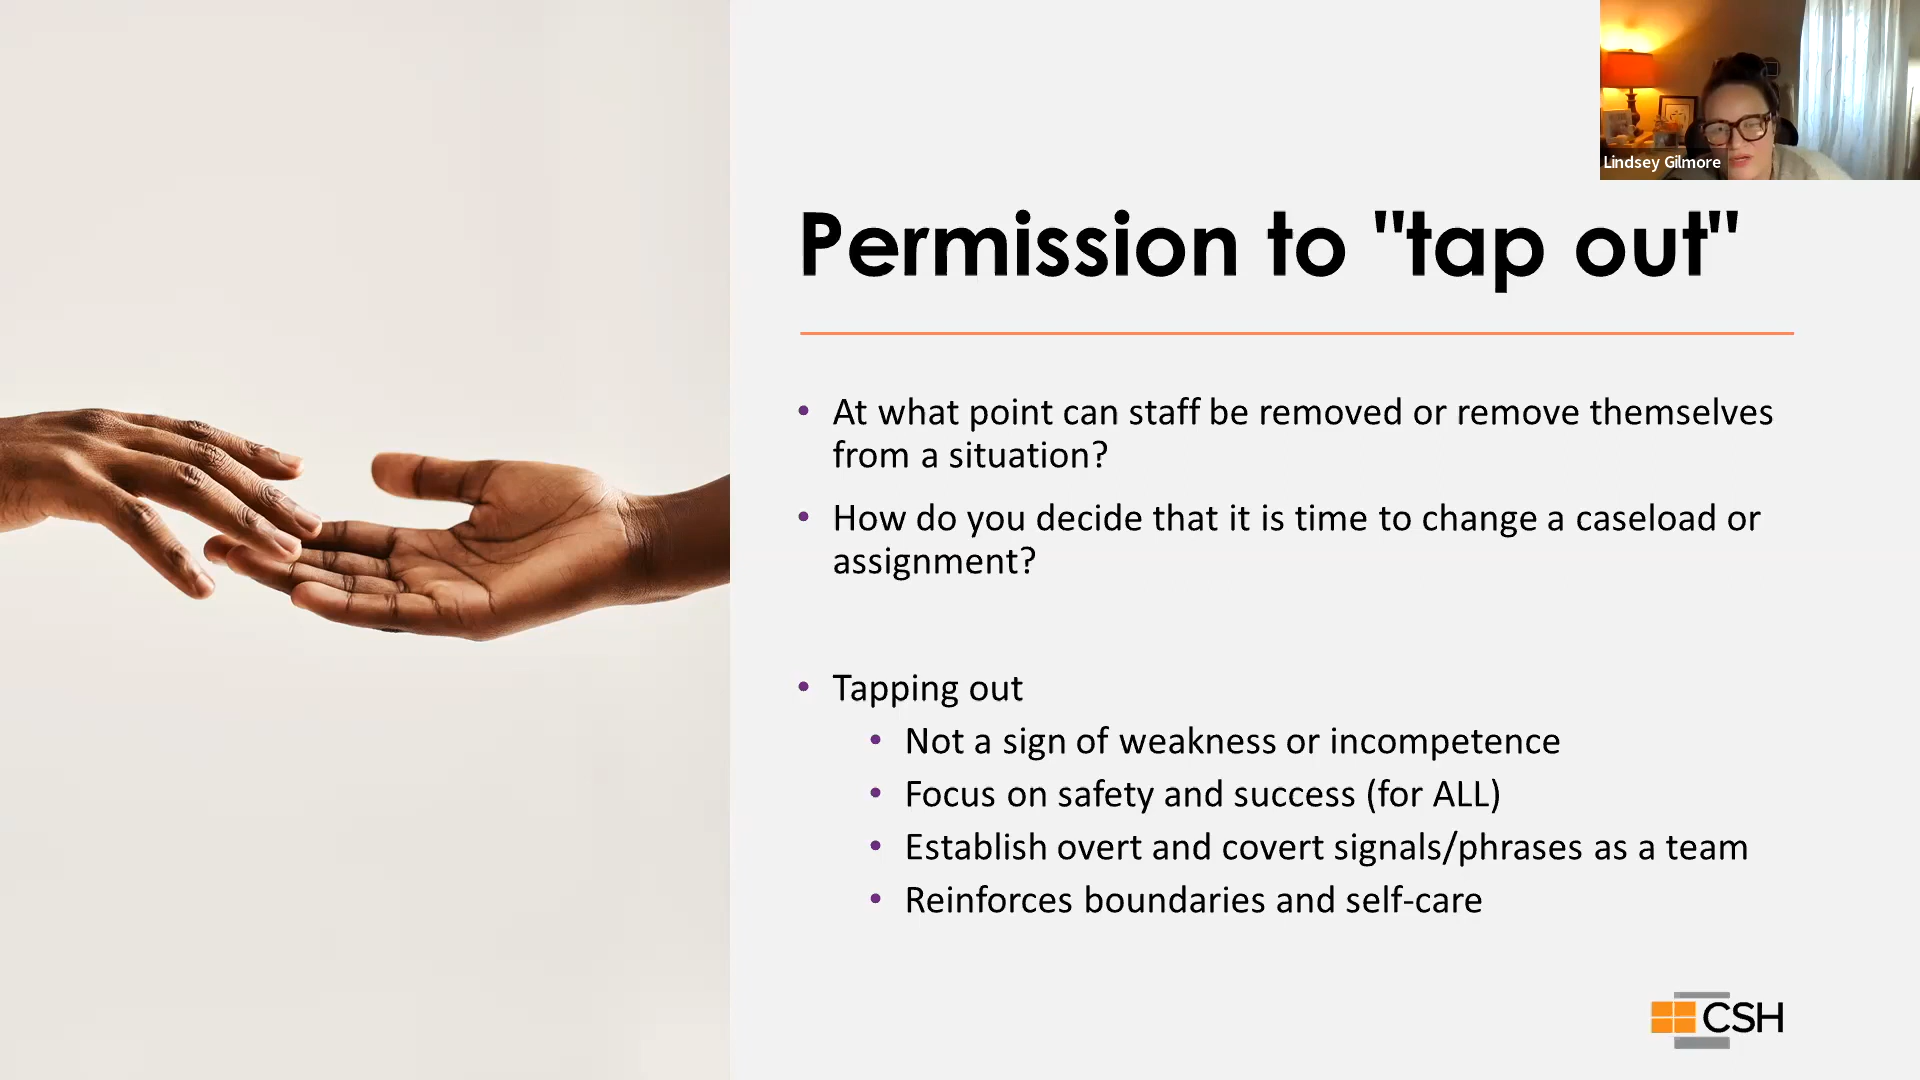 Lindsey Gilmore
Permission to "tap out"
• At what point can staff be removed or remove themselves
from a situation?
• How do you decide that it is time to change a caseload or
assignment?
• Tapping out
• Not a sign of weakness or incompetence
• Focus on safety and success (for ALL)
• Establish overt and covert signals/phrases as a team
• Reinforces boundaries and self-care
CSH